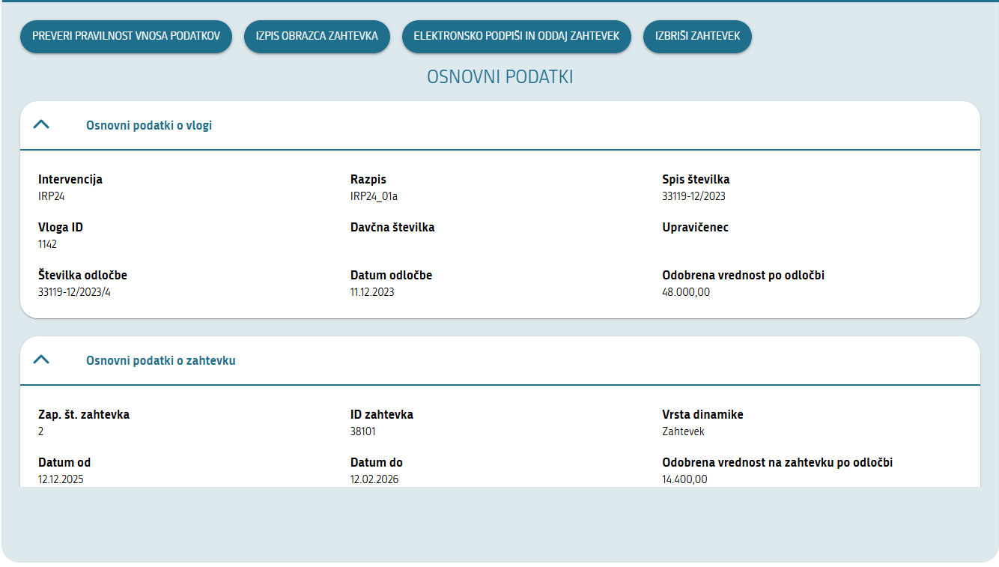 PREVERI PRAVILNOST VNOSA PODATKOV
IZPIS OBRAZCA ZAHTEVKA
ELEKTRONSKO PODPIŠI IN ODDAJ ZAHTEVEK
IZBRIŠI ZAHTEVEK
OSNOVNI PODATKI
Osnovni podatki o vlogi
Intervencija
IRP24
Razpis
IRP24_01a
Spis številka
33119-12/2023
Vloga ID
1142
Davčna številka
Upravičenec
Številka odločbe
33119-12/2023/4
Datum odločbe
11.12.2023
Odobrena vrednost po odločbi
48.000,00
Osnovni podatki o zahtevku
Zap. št. zahtevka
2
ID zahtevka
38101
Vrsta dinamike
Zahtevek
Datum od
12.12.2025
Datum do
12.02.2026
Odobrena vrednost na zahtevku po odločbi
14.400,00